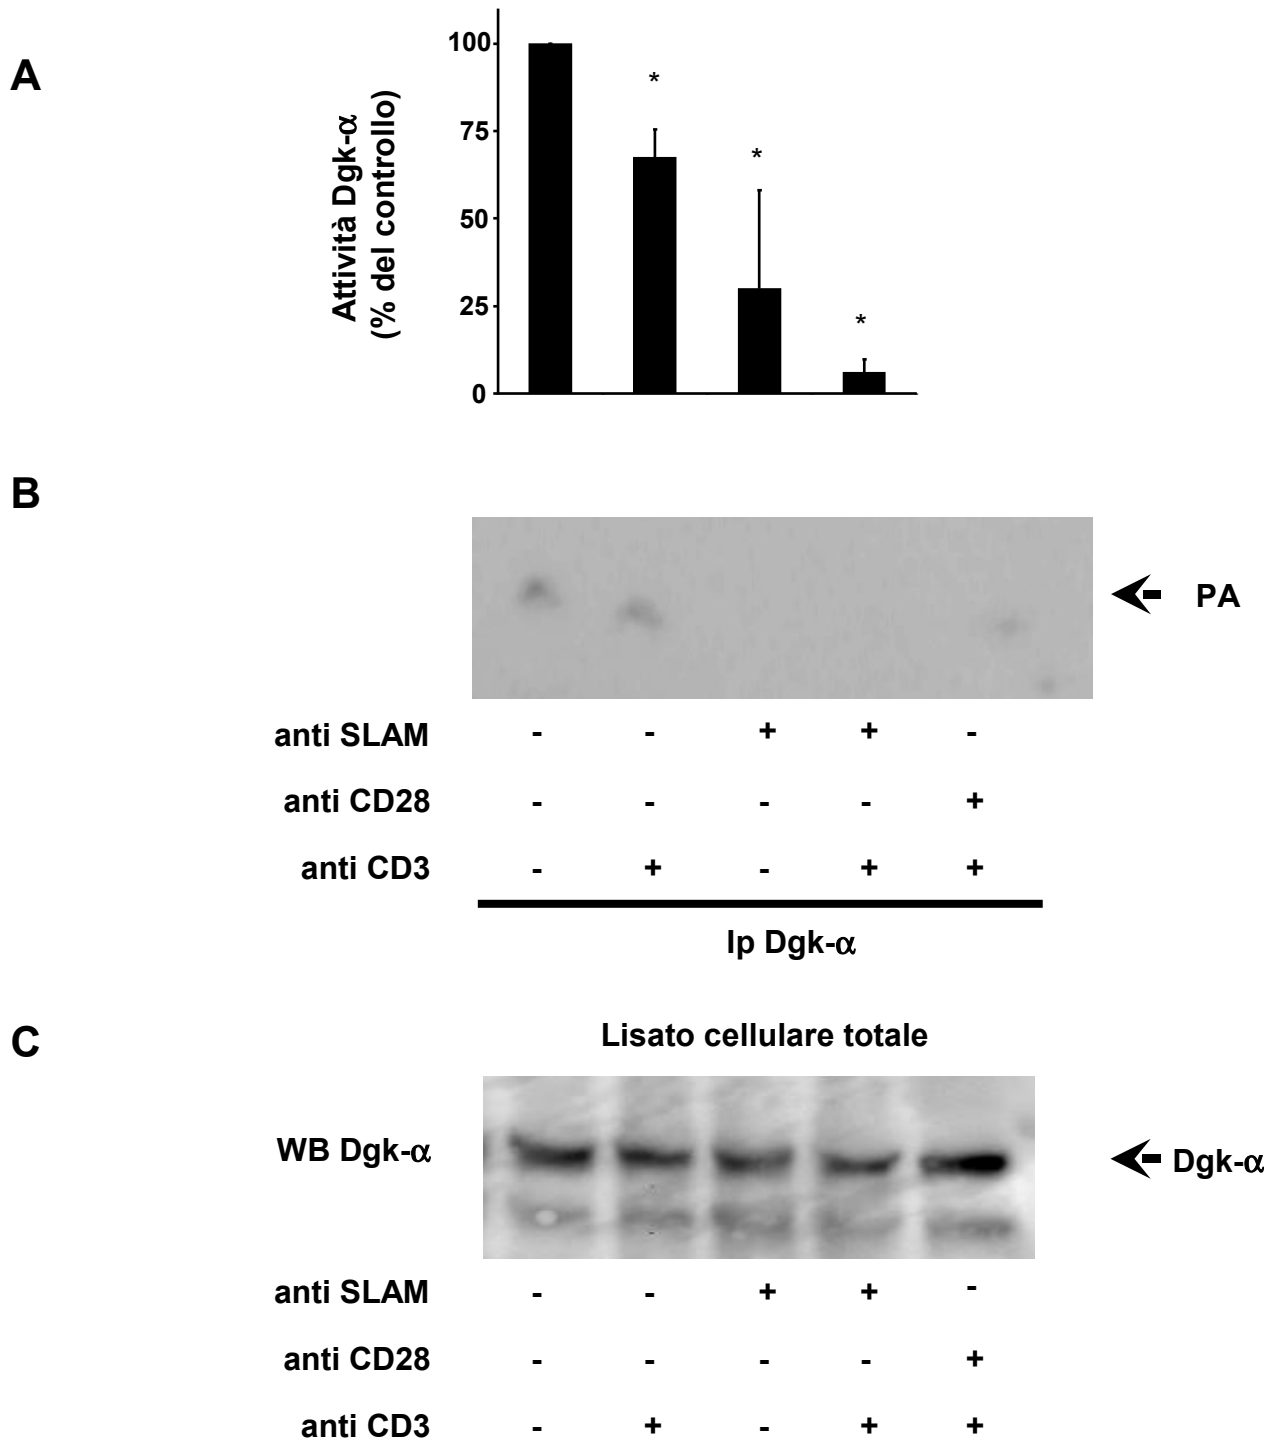 A
Attività Dgk-α
(% del controllo)
100
75
50
25
0
*
*
*
*
B
PA
anti SLAM - - + + -
anti CD28 - - - - +
anti CD3 - + - + +
Ip Dgk-α
C
Lisato cellulare totale
WB Dgk-α
Dgk-α
anti SLAM - - + + -
anti CD28 - - - - +
anti CD3 - + - + +